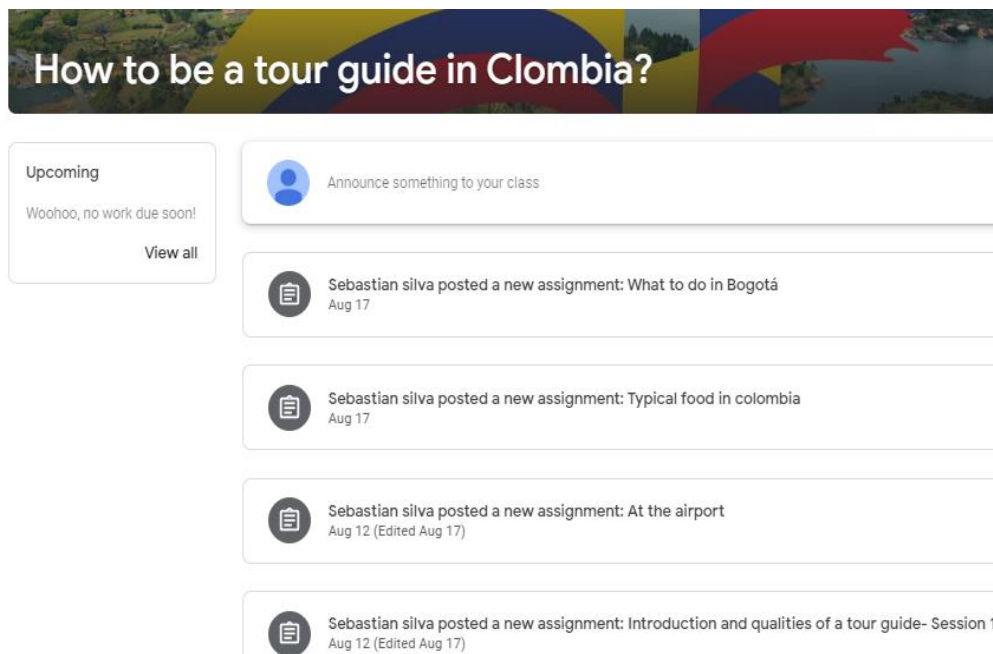 How to be a tour guide in Clombia?
Upcoming
Woohoo, no work due soon!
View all
Announce something to your class
Sebastian silva posted a new assignment: What to do in Bogotá
Aug 17
Sebastian silva posted a new assignment: Typical food in colombia
Aug 17
Sebastian silva posted a new assignment: At the airport
Aug 12 (Edited Aug 17)
Sebastian silva posted a new assignment: Introduction and qualities of a tour guide- Session 1
Aug 12 (Edited Aug 17)